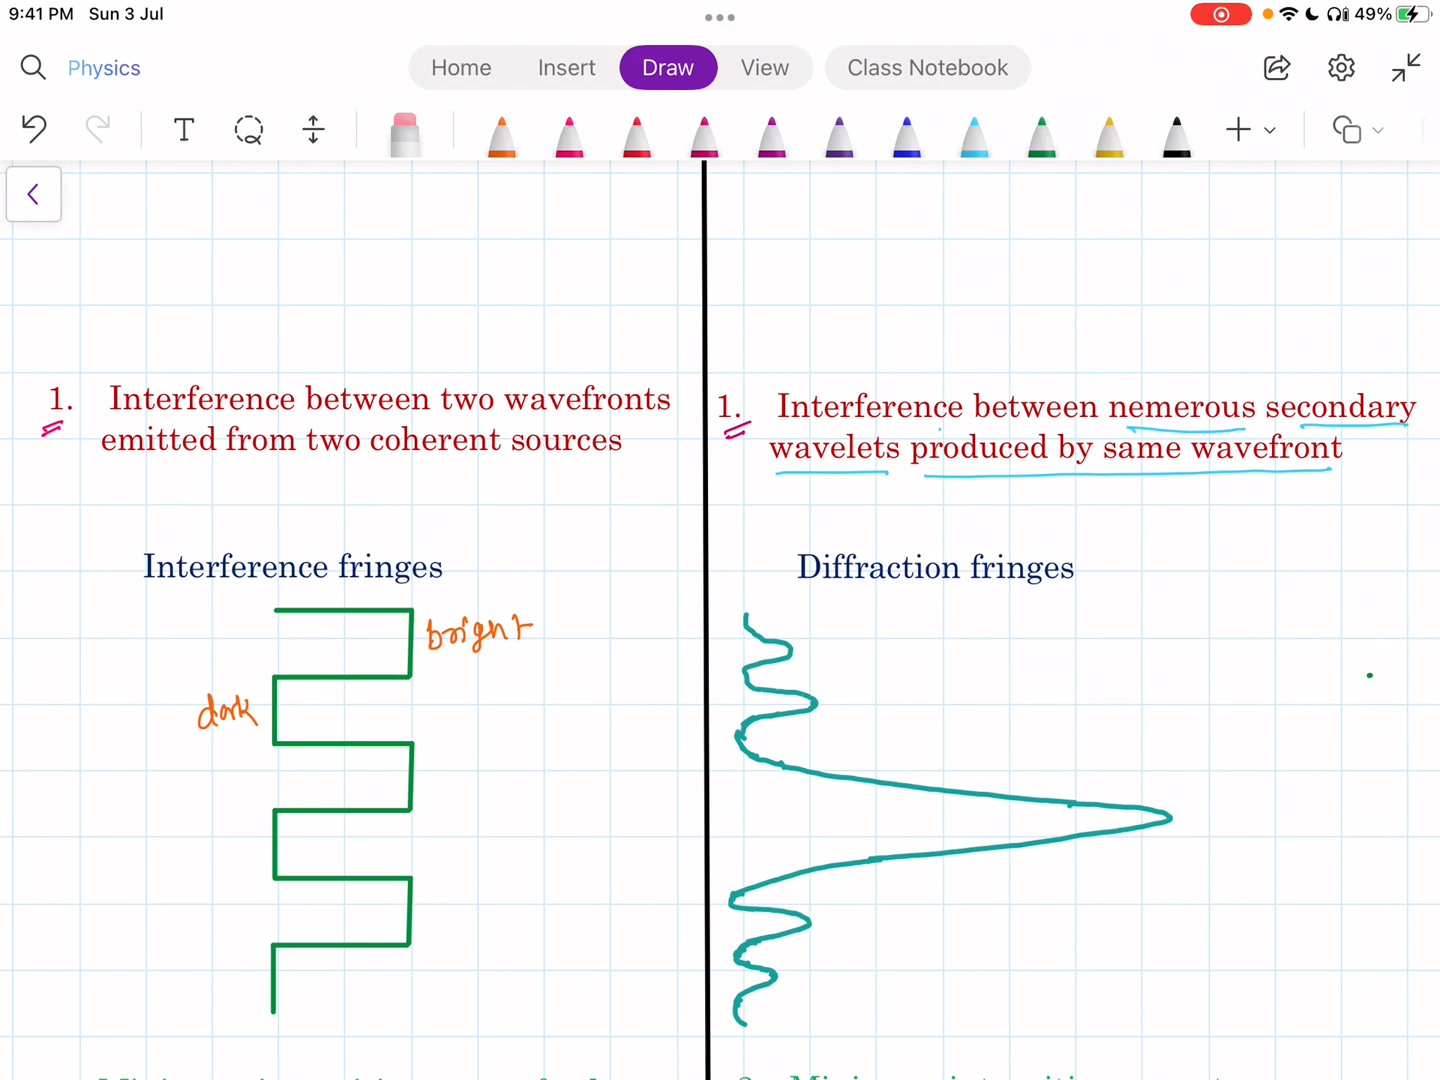 9:41 PM Sun 3 Jul
49%
Physics
Home Insert Draw View Class Notebook
T
1. Interference between two wavefronts
emitted from two coherent sources
1. Interference between nemerous secondary
wavelets produced by same wavefront
Interference fringes
Diffraction fringes
bright
dark